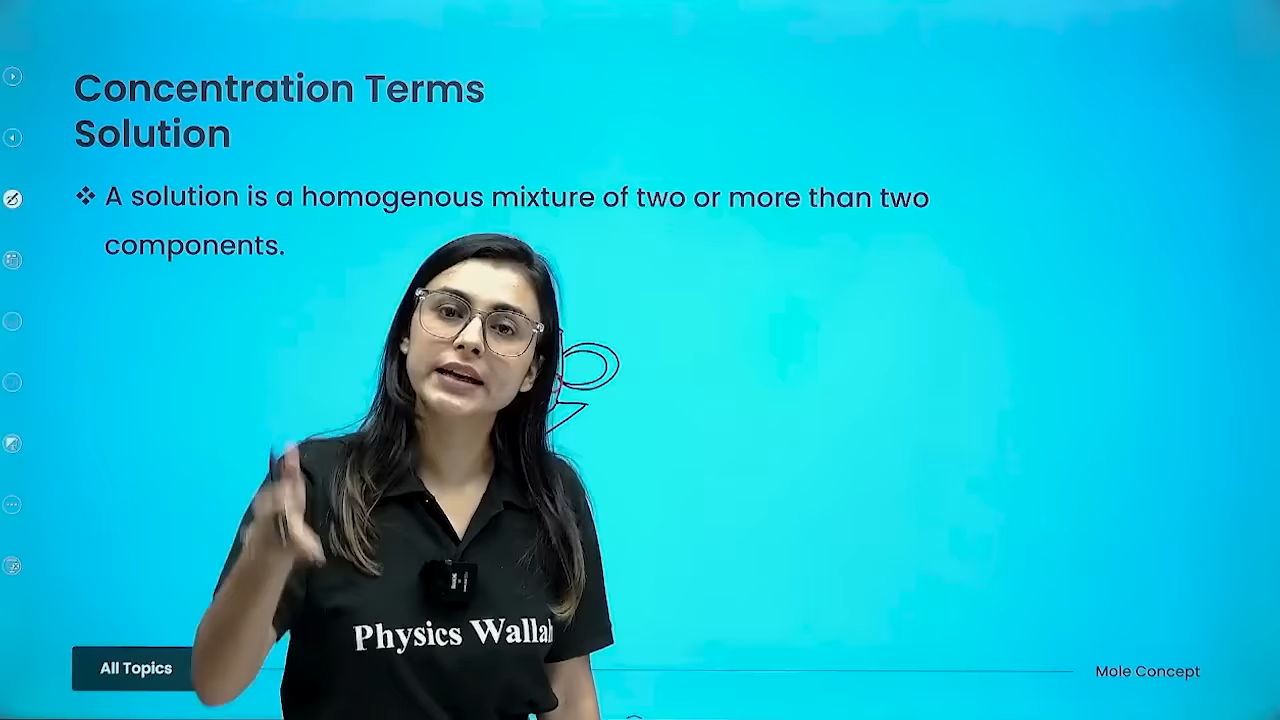 Concentration Terms
Solution
❖ A solution is a homogenous mixture of two or more than two
components.
Physics Wallah
All Topics
Mole Concept